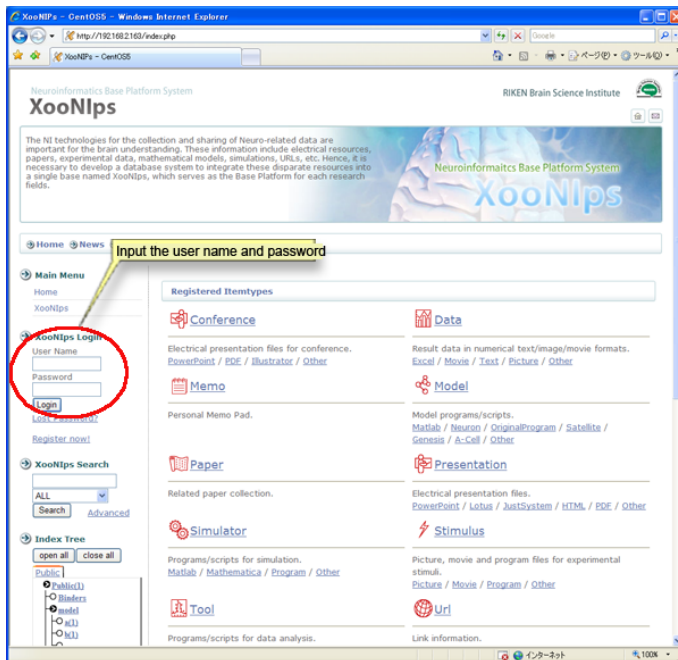 XooNIPs - CentOS5 - Windows Internet Explorer
http://192.168.2.163/index.php
Google
XooNIPs - CentOS5
ページ(P)
ツール(O)
Neuroinformatics Base Platform System
XooNIps
RIKEN Brain Science Institute
The NI technologies for the collection and sharing of Neuro-related data are
important for the brain understanding. These information include electrical resources,
papers, experimental data, mathematical models, simulations, URLs, etc. Hence, it is
necessary to develop a database system to integrate these disparate resources into
a single base named XooNIps, which serves as the Base Platform for each research
fields.
Neuroinformaitcs Base Platform System
XooNIps
Home News
Input the user name and password
Main Menu
Home
XooNIps
XooNIps Login
User Name
Password
Login
Lost Password?
Register now!
XooNIps Search
ALL
Search Advanced
Index Tree
open all close all
Public
Public(1)
Binders
model
a(1)
b(1)
Registered Itemtypes
Conference
Electrical presentation files for conference.
PowerPoint / PDF / Illustrator / Other
Data
Result data in numerical text/image/movie formats.
Excel / Movie / Text / Picture / Other
Memo
Personal Memo Pad.
Model
Model programs/scripts.
Matlab / Neuron / OriginalProgram / Satellite /
Genesis / A-Cell / Other
Paper
Related paper collection.
Presentation
Electrical presentation files.
PowerPoint / Lotus / JustSystem / HTML / PDF / Other
Simulator
Programs/scripts for simulation.
Matlab / Mathematica / Program / Other
Stimulus
Picture, movie and program files for experimental
stimuli.
Picture / Movie / Program / Other
Tool
Programs/scripts for data analysis.
Url
Link information.
インターネット
100%